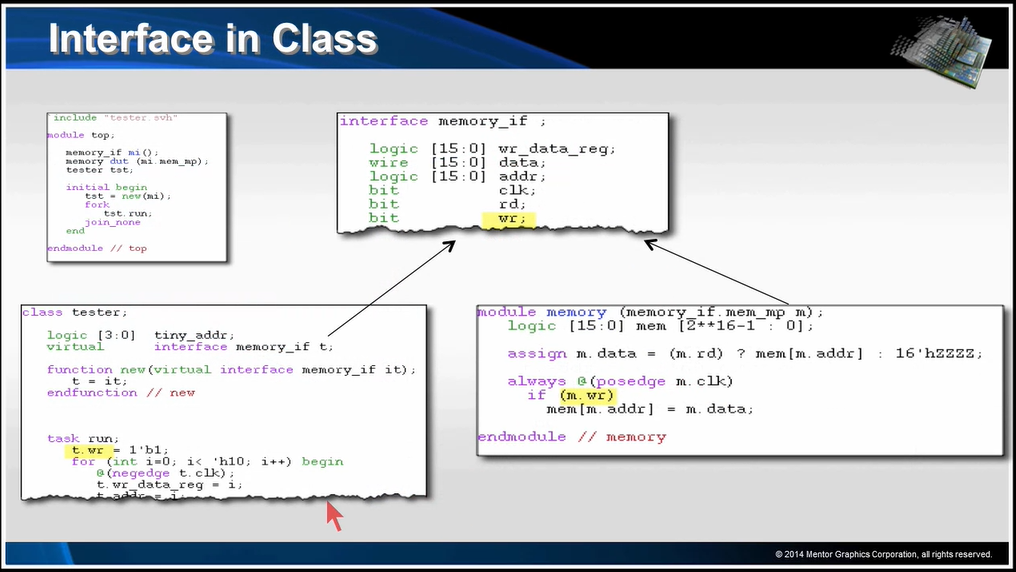 Interface in Class
include "tester.svh"
module top;
memory_if mi();
memory dut (mi.mem_mp);
tester tst;
initial begin
tst = new(mi);
fork
tst.run;
join_none
end
endmodule // top
interface memory_if ;
logic [15:0] wr_data_reg;
wire [15:0] data;
logic [15:0] addr;
bit clk;
bit rd;
bit wr;
class tester;
logic [3:0] tiny_addr;
virtual interface memory_if t;
function new(virtual interface memory_if it);
t = it;
endfunction // new
task run;
t.wr = 1'b1;
for (int i=0; i< 'h10; i++) begin
@(negedge t.clk);
t.wr_data_reg = i;
t.addr = i;
module memory (memory_if.mem_mp m);
logic [15:0] mem [2**16-1 : 0];
assign m.data = (m.rd) ? mem[m.addr] : 16'hZZZZ;
always @(posedge m.clk)
if (m.wr)
mem[m.addr] = m.data;
endmodule // memory
© 2014 Mentor Graphics Corporation, all rights reserved.